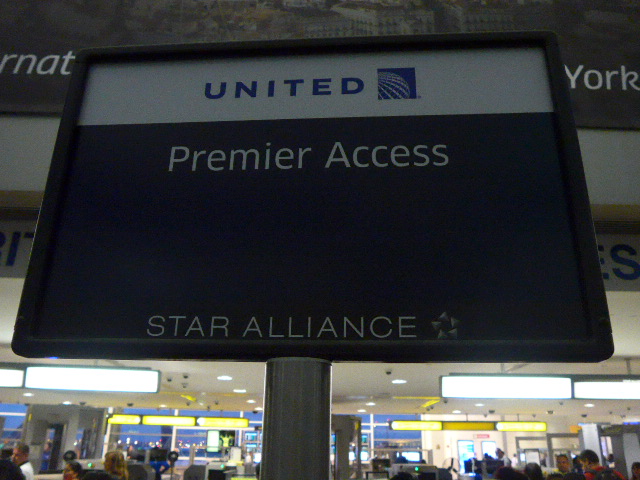 rnat
York
UNITED
Premier Access
STAR ALLIANCE